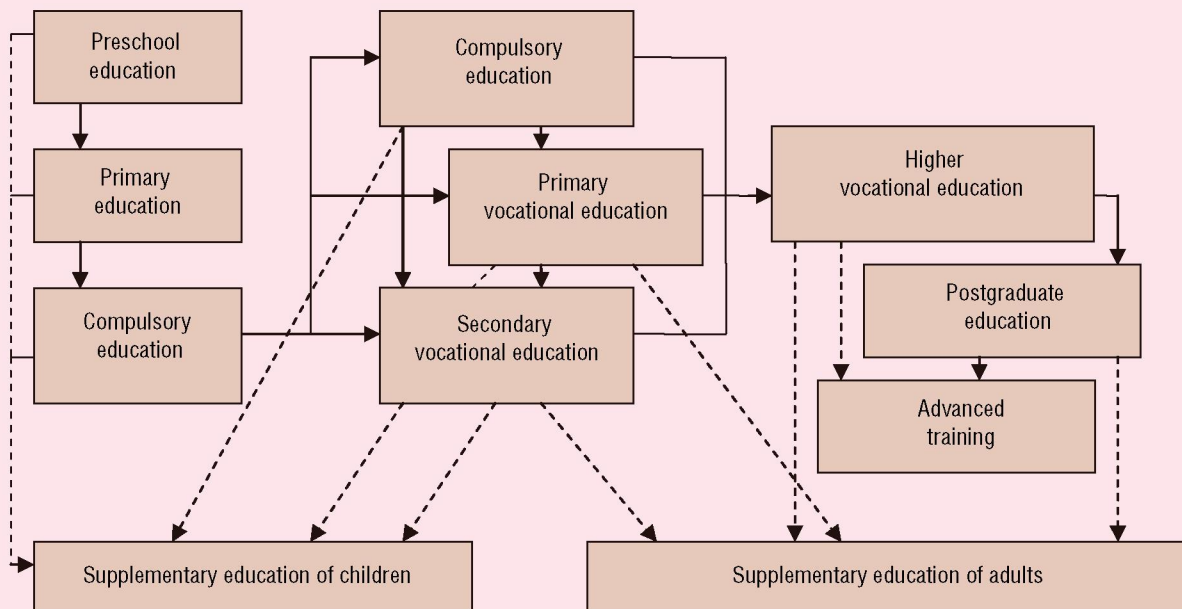 Preschool
education
Primary
education
Compulsory
education
Compulsory
education
Primary
vocational education
Secondary
vocational education
Higher
vocational education
Postgraduate
education
Advanced
training
Supplementary education of children
Supplementary education of adults